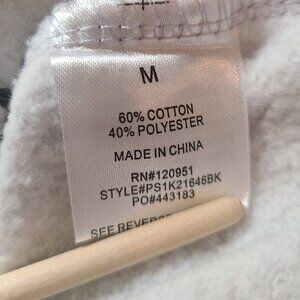 M
60% COTTON
40% POLYESTER
MADE IN CHINA
RN#120951
STYLE#PS1K21646BK
PO#443183
SEE REVERSE